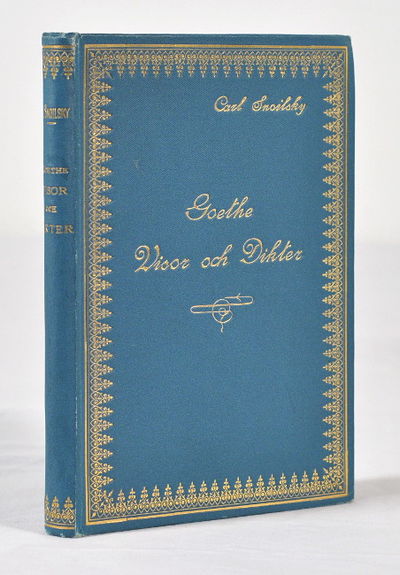 Carl Snoilsky
Goethe
Visor och Dikter
SNOILSKY
GOETHE
VISOR
OCH
DIKTER